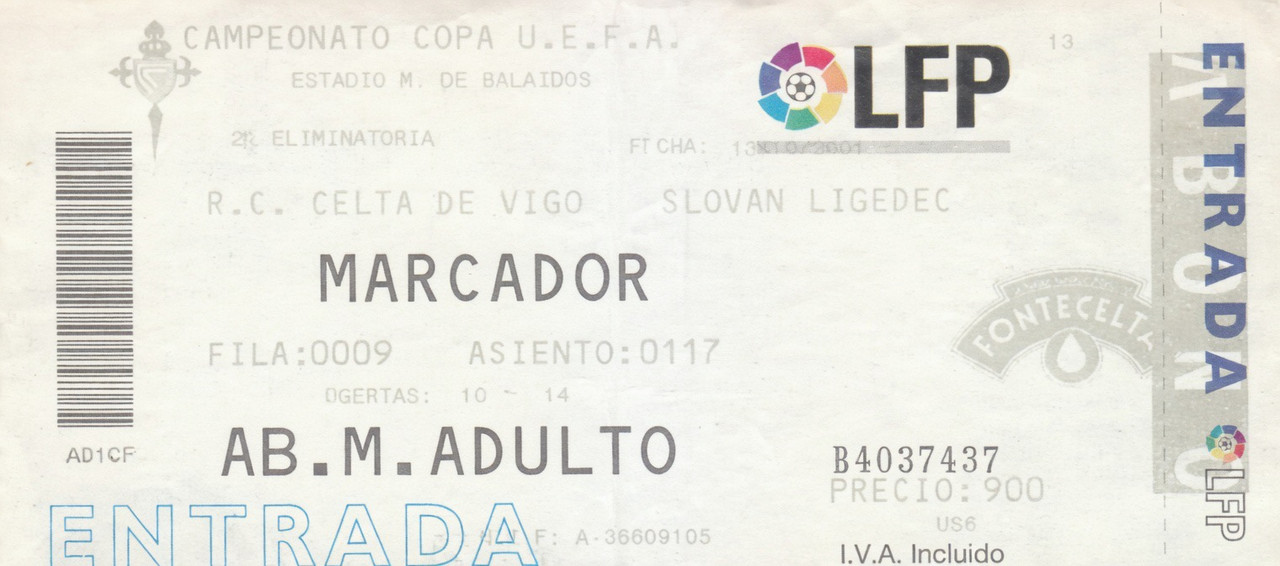 CAMPEONATO COPA U.E.F.A.
ESTADIO M. DE BALAIDOS
LFP
13
ELIMINATORIA
R.C. CELTA DE VIGO SLOVAN LIGEDEC
MARCADOR
FILA:0009 ASIENTO:0117
10 - 14
AD1CF
AB.M.ADULTO
B4037437
PRECIO: 900
US6
ENTRADA
A-36609105
I.V.A. Incluido
FONTECELTA
ABONO
ENTRADA
LFP